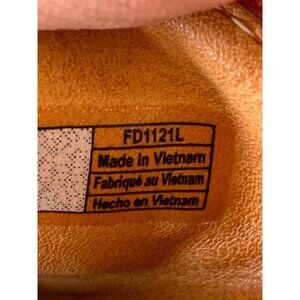 FD1121L
Made in Vietnam
Fabriqué au Vietnam
Hecho en Vietnam